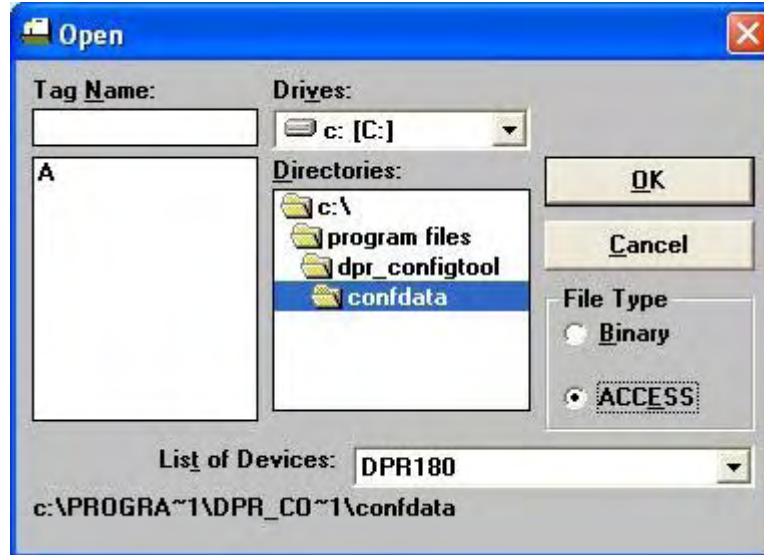 Open
Tag Name:
Drives:
c: [C:]
A
Directories:
c:\
program files
dpr_configtool
confdata
OK
Cancel
File Type
Binary
ACCESS
List of Devices:
DPR180
c:\PROGRA~1\DPR_CO~1\confdata